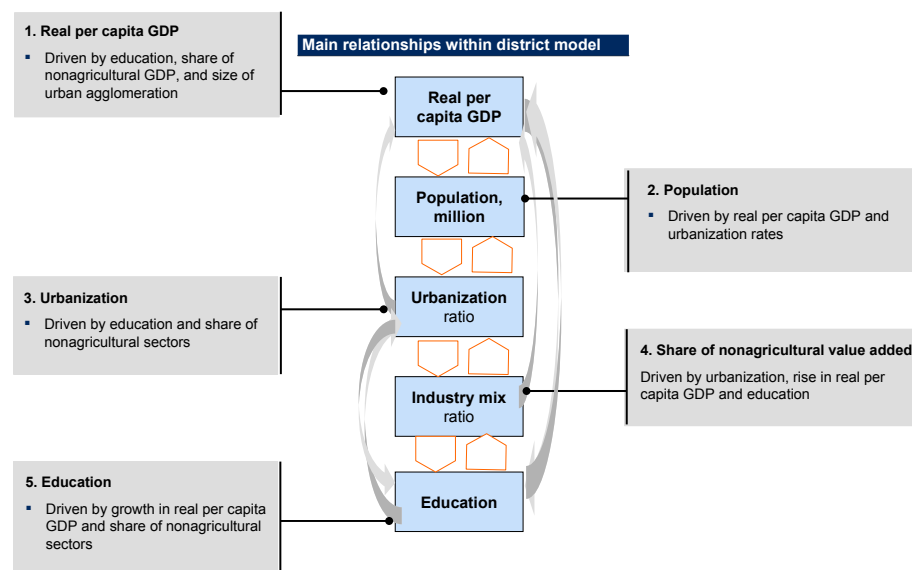 1. Real per capita GDP
▪ Driven by education, share of
nonagricultural GDP, and size of
urban agglomeration
Main relationships within district model
Real per
capita GDP
Population,
million
2. Population
▪ Driven by real per capita GDP and
urbanization rates
3. Urbanization
▪ Driven by education and share of
nonagricultural sectors
Urbanization
ratio
4. Share of nonagricultural value added
Driven by urbanization, rise in real per
capita GDP and education
Industry mix
ratio
5. Education
▪ Driven by growth in real per capita
GDP and share of nonagricultural
sectors
Education